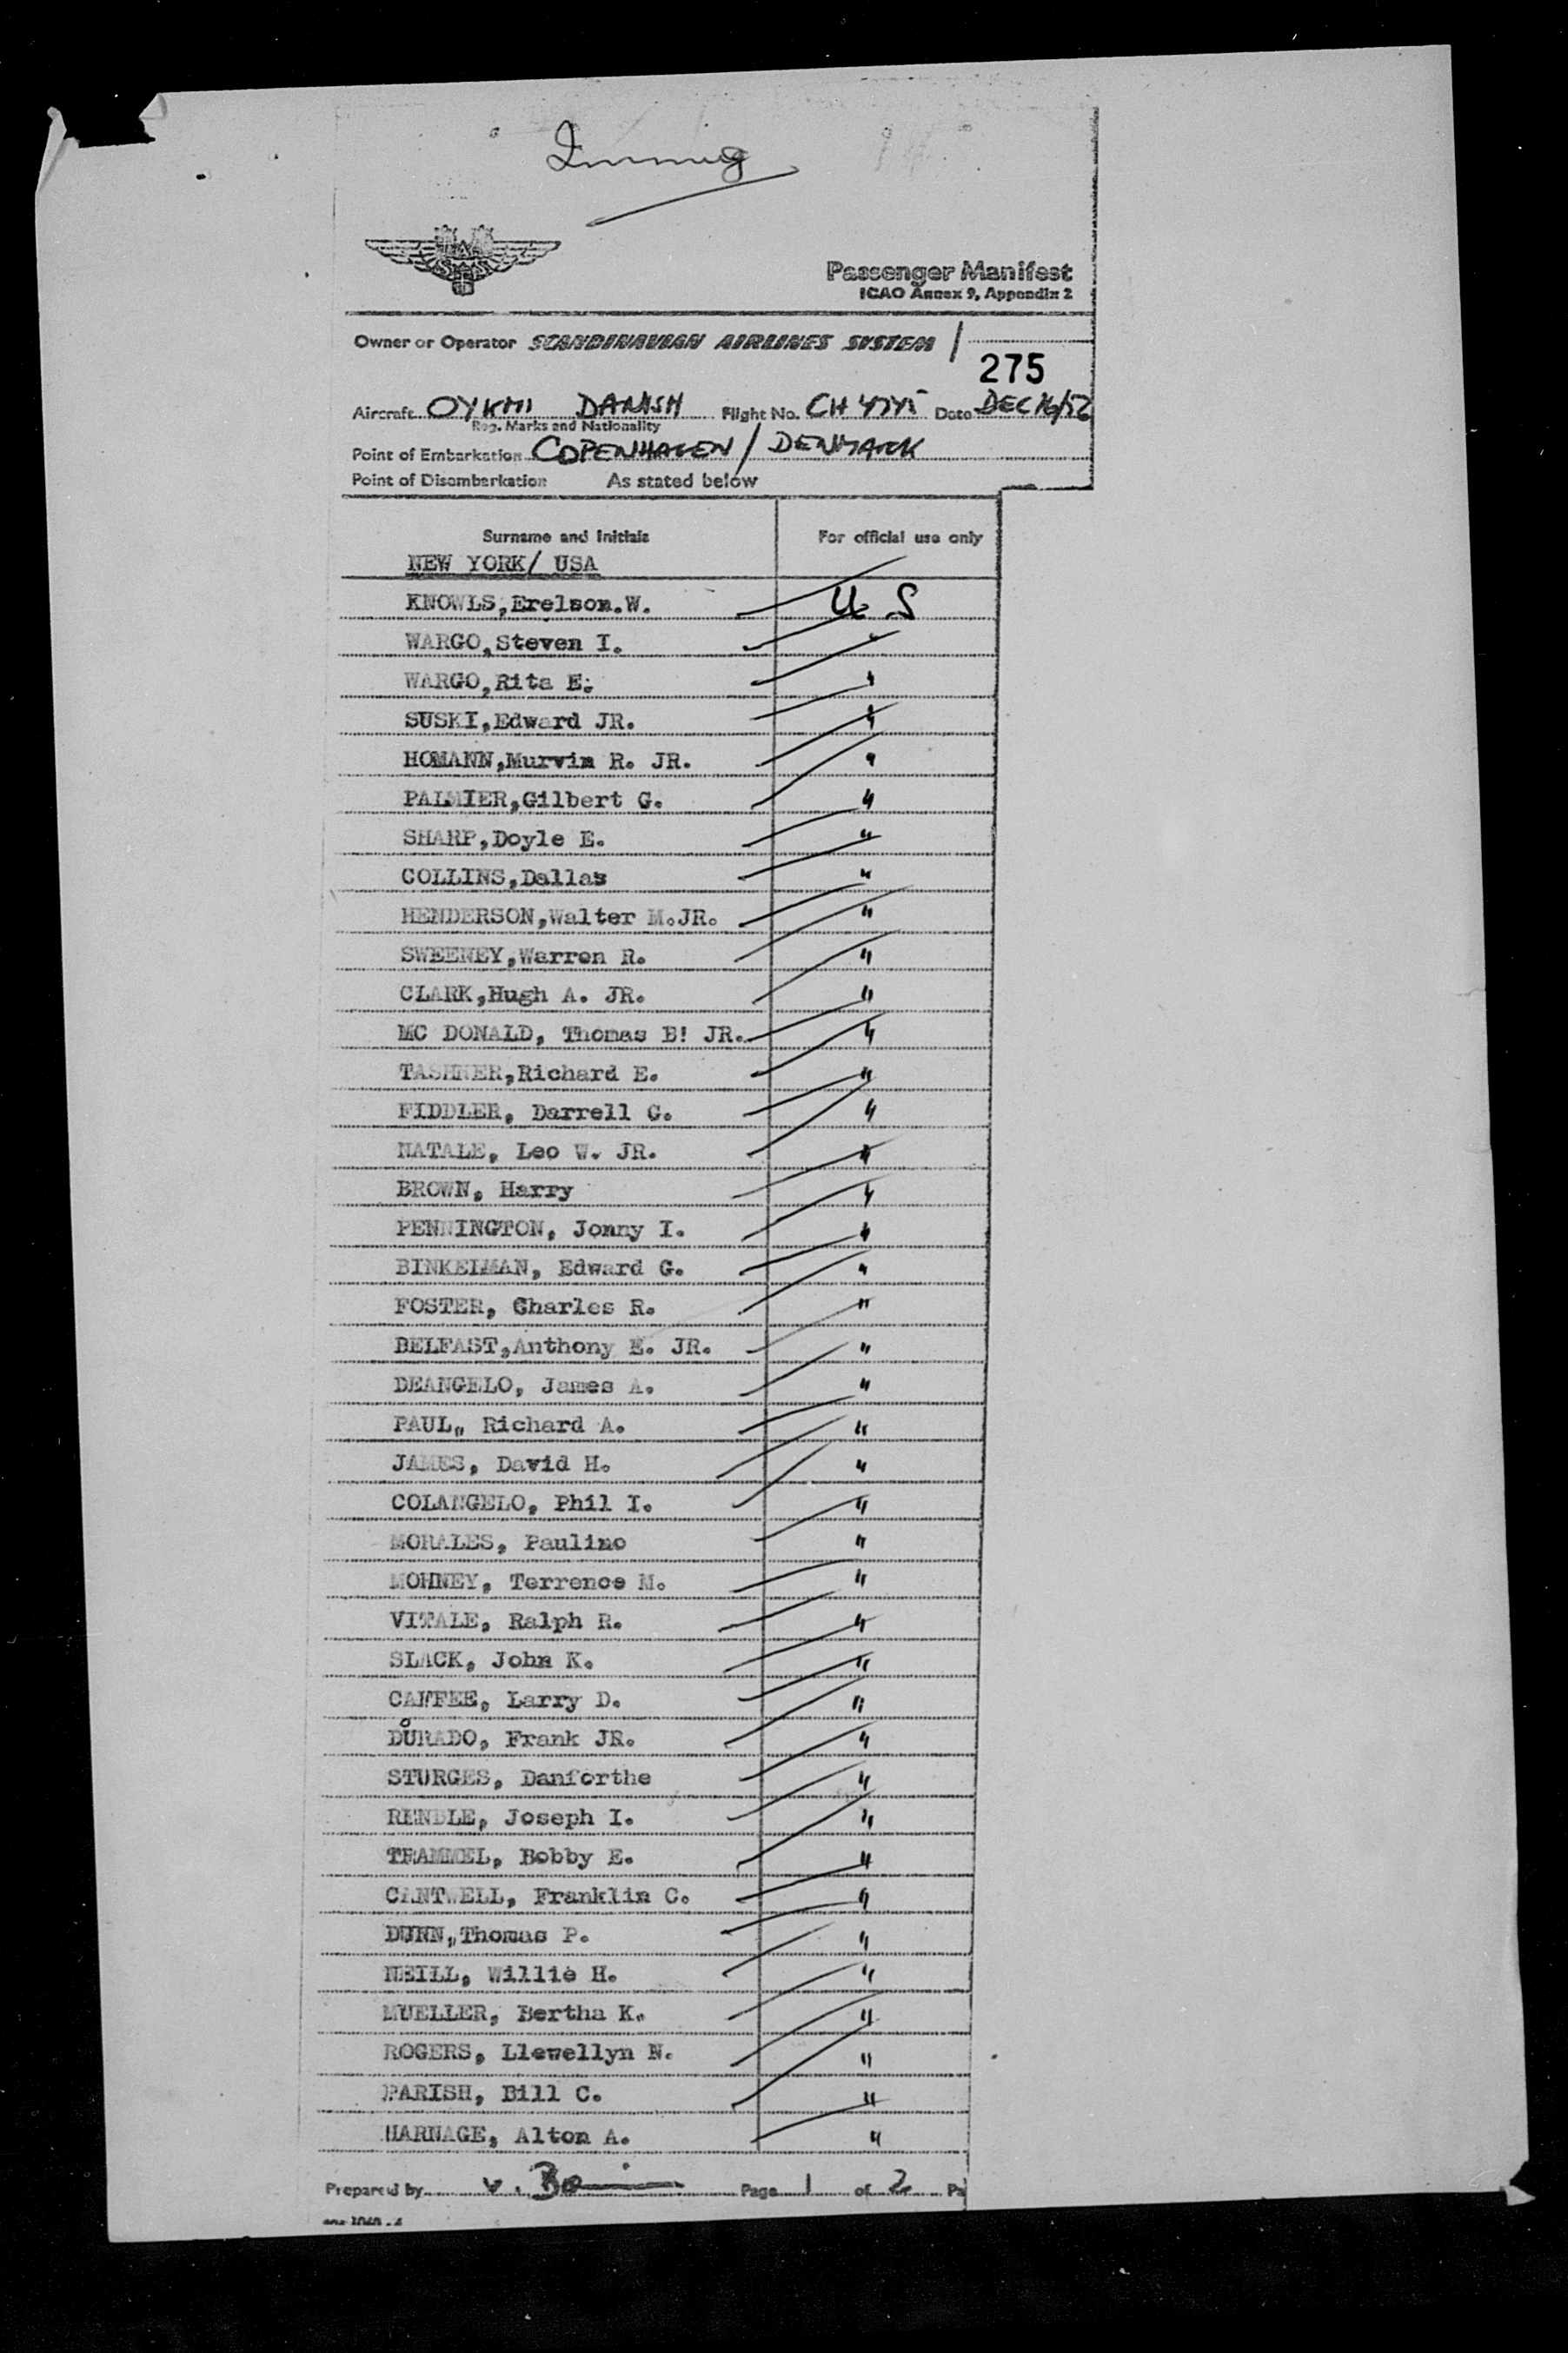 Immig
SAS
Passenger Manifest
ICAO Annex 9, Appendix 2
Owner or Operator SCANDINAVIAN AIRLINES SYSTEM /
275
Aircraft OYKMI DANISH Flight No. CH Date DEC 16/56
Reg. Marks and Nationality
Point of Embarkation COPENHAGEN / DENMARK
Point of Disembarkation As stated below
Surname and Initials For official use only
NEW YORK/ USA
KNOWLS,Erelson.W. U.S
WARGO,Steven I. "
WARGO,Rita E. "
SUSKI,Edward JR. "
HOMANN,Murvin R. JR. "
PALMIER,Gilbert G. "
SHARP,Doyle E. "
COLLINS,Dallas "
HENDERSON,Walter M.JR. "
SWEENEY,Warren R. "
CLARK,Hugh A. JR. "
MC DONALD, Thomas B! JR. "
TASHNER,Richard E. "
FIDDLER, Darrell G. "
NATALE, Leo W. JR. "
BROWN, Harry "
PENNINGTON, Jonny I. "
BINKEIMAN, Edward G. "
FOSTER, Charles R. "
BELFAST,Anthony E. JR. "
DEANGELO, James A. "
PAUL, Richard A. "
JAMES, David H. "
COLANGELO, Phil I. "
MORALES, Paulino "
MOHNEY, Terrence M. "
VITALE, Ralph R. "
SLACK, John K. "
CAFFEE, Larry D. "
DURADO, Frank JR. "
STURGES, Danforthe "
RENDLE, Joseph I. "
TRAMMEL, Bobby E. "
CANTWELL, Franklin C. "
DUNN,Thomas P. "
NEILL, Willie H. "
MUELLER, Bertha K. "
ROGERS, Llewellyn N. "
PARISH, Bill C. "
HARNAGE, Alton A. "
Prepared by Page 1 of 2 Pa